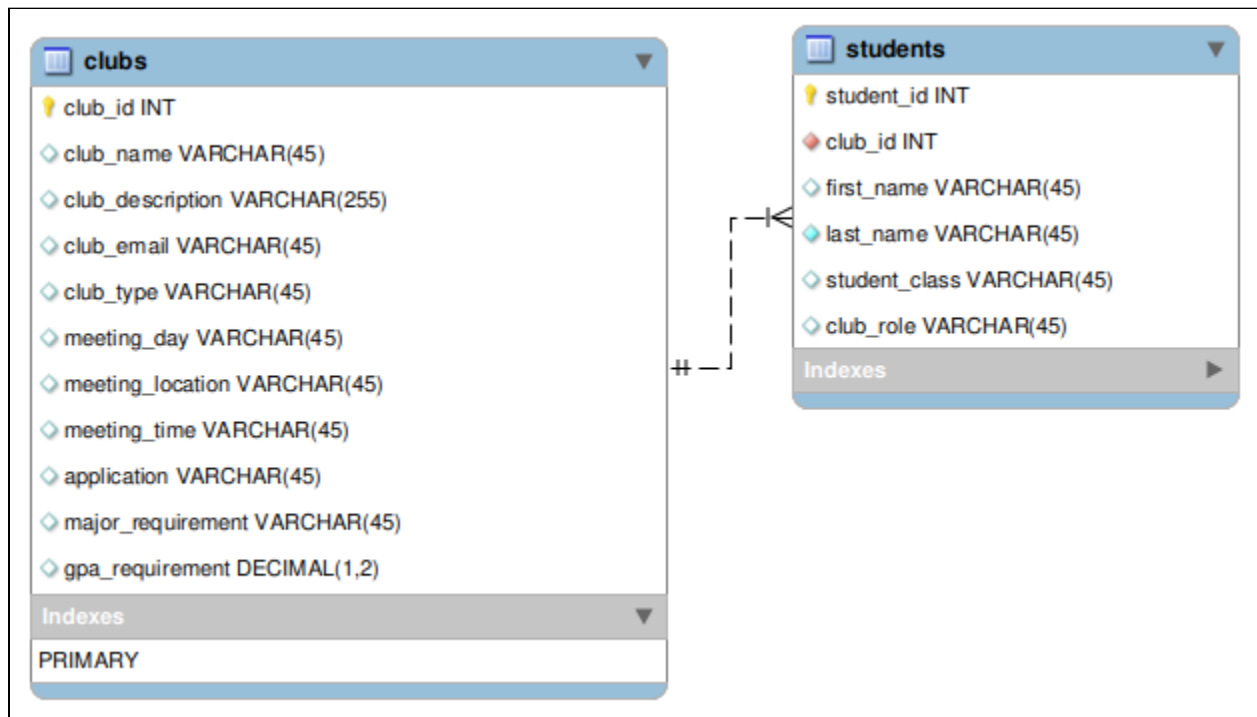 clubs
club_id INT
club_name VARCHAR(45)
club_description VARCHAR(255)
club_email VARCHAR(45)
club_type VARCHAR(45)
meeting_day VARCHAR(45)
meeting_location VARCHAR(45)
meeting_time VARCHAR(45)
application VARCHAR(45)
major_requirement VARCHAR(45)
gpa_requirement DECIMAL(1,2)
Indexes
PRIMARY
students
student_id INT
club_id INT
first_name VARCHAR(45)
last_name VARCHAR(45)
student_class VARCHAR(45)
club_role VARCHAR(45)
Indexes